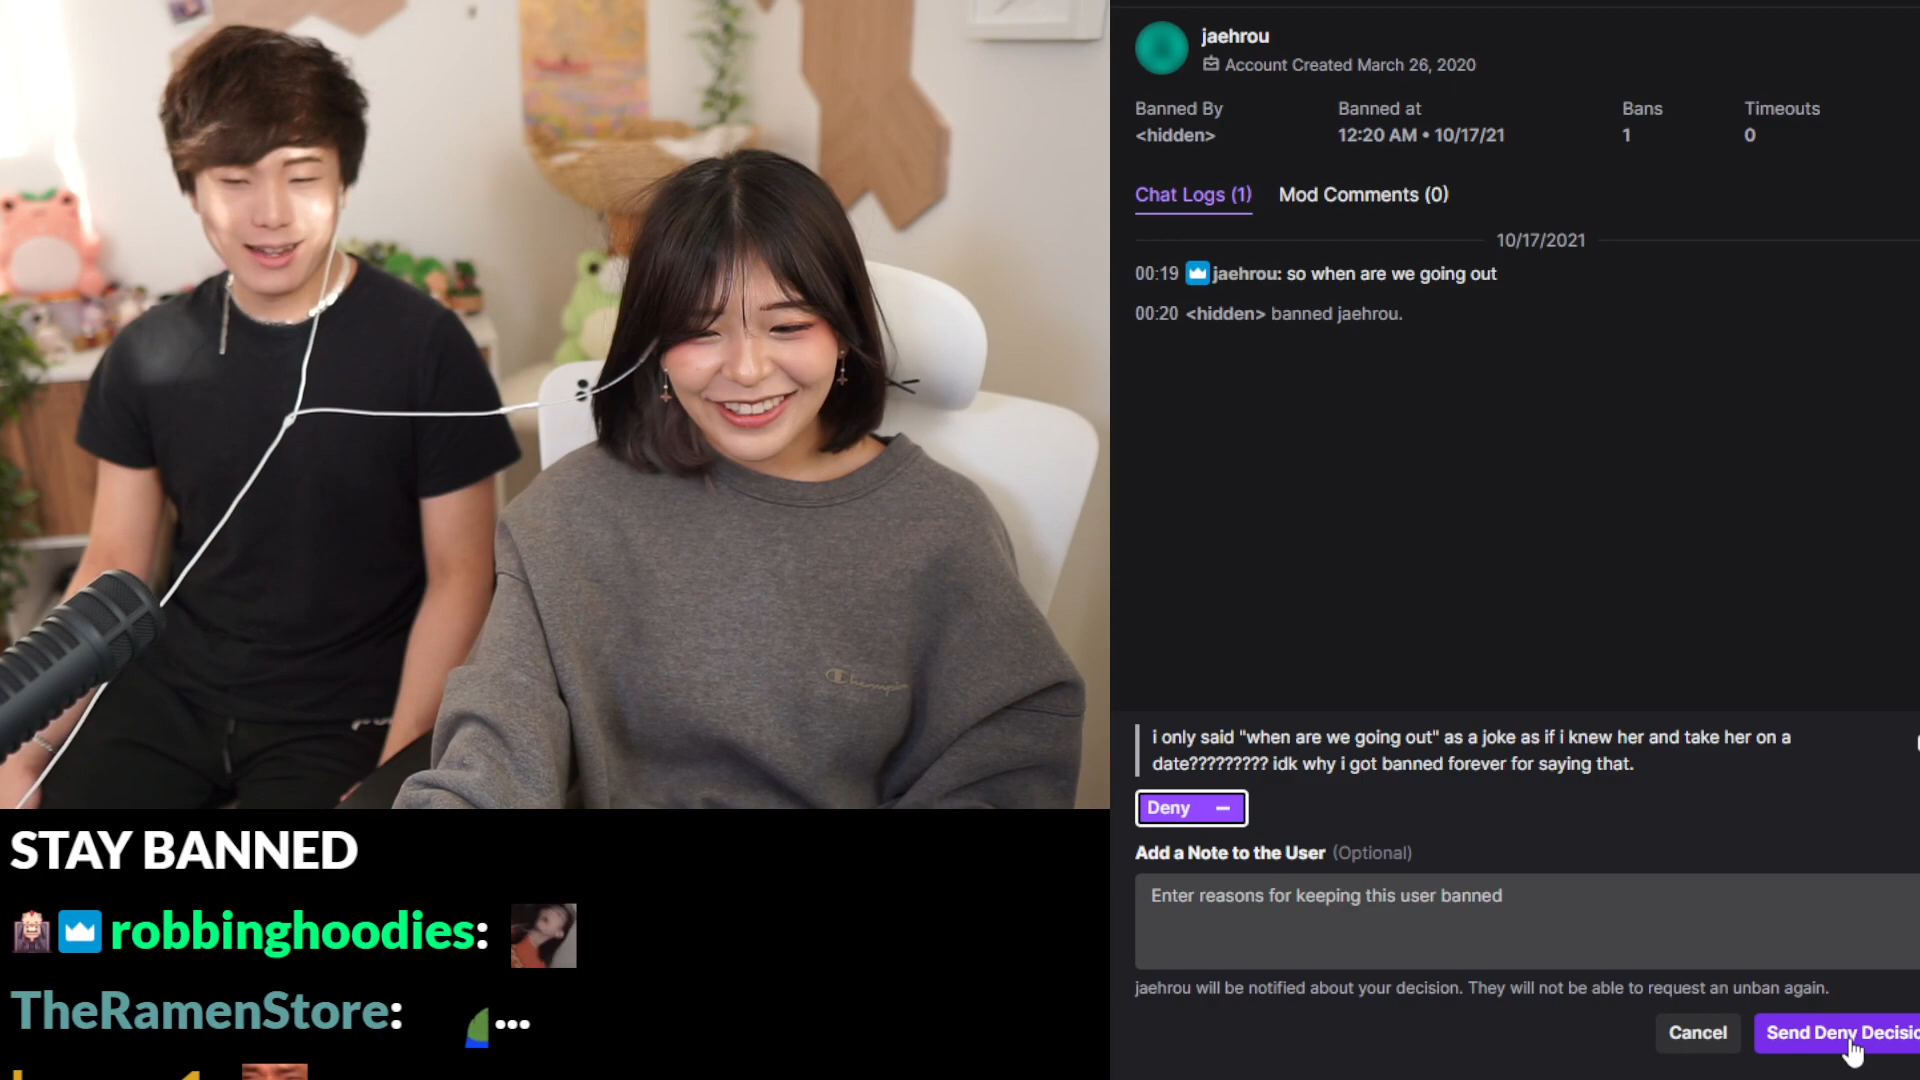 jaehrou
Account Created March 26, 2020
Banned By
Banned at
Bans
Timeouts
<hidden>
12:20 AM • 10/17/21
1
0
Chat Logs (1)
Mod Comments (0)
10/17/2021
00:19 jaehrou: so when are we going out
00:20 <hidden> banned jaehrou.
i only said "when are we going out" as a joke as if i knew her and take her on a
date????????? idk why i got banned forever for saying that.
Deny
Add a Note to the User (Optional)
Enter reasons for keeping this user banned
jaehrou will be notified about your decision. They will not be able to request an unban again.
Cancel
Send Deny
Champion
STAY BANNED
robbinghoodies:
TheRamenStore: ...